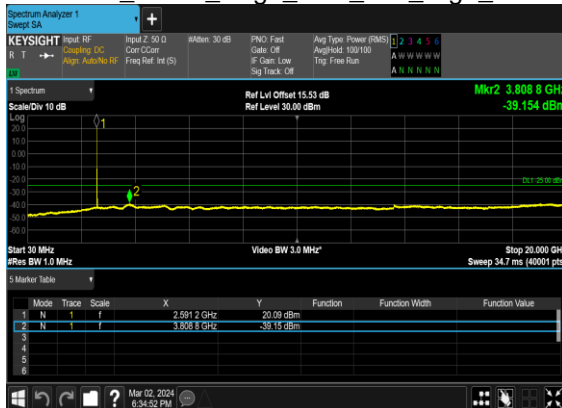 Spectrum Analyzer 1
Swept SA
+
KEYSIGHT Input: RF Input Z: 50 Ω #Atten: 30 dB PNO: Fast Avg Type: Power (RMS) 1 2 3 4 5 6
R T Coupling: DC Corr CCorr Gate: Off Avg|Hold: 100/100 A W W W W W
Align: Auto/No RF Freq Ref: Int (S) IF Gain: Low Trig: Free Run
Sig Track: Off A N N N N N
1 Spectrum Ref Lvl Offset 15.53 dB Mkr2 3.808 8 GHz
Scale/Div 10 dB Ref Level 30.00 dBm -39.154 dBm
Log
20.0
10.0
0.00
-10.0
-20.0
-30.0
-40.0
-50.0
-60.0
1
2
DL1 -25.00 dBm
Start 30 MHz Video BW 3.0 MHz* Stop 20.000 GHz
#Res BW 1.0 MHz Sweep 34.7 ms (40001 pts)
5 Marker Table
Mode Trace Scale X Y Function Function Width Function Value
1 N 1 f 2.591 2 GHz 20.09 dBm
2 N 1 f 3.808 8 GHz -39.15 dBm
3
4
5
6
? Mar 02, 2024
6:34:52 PM